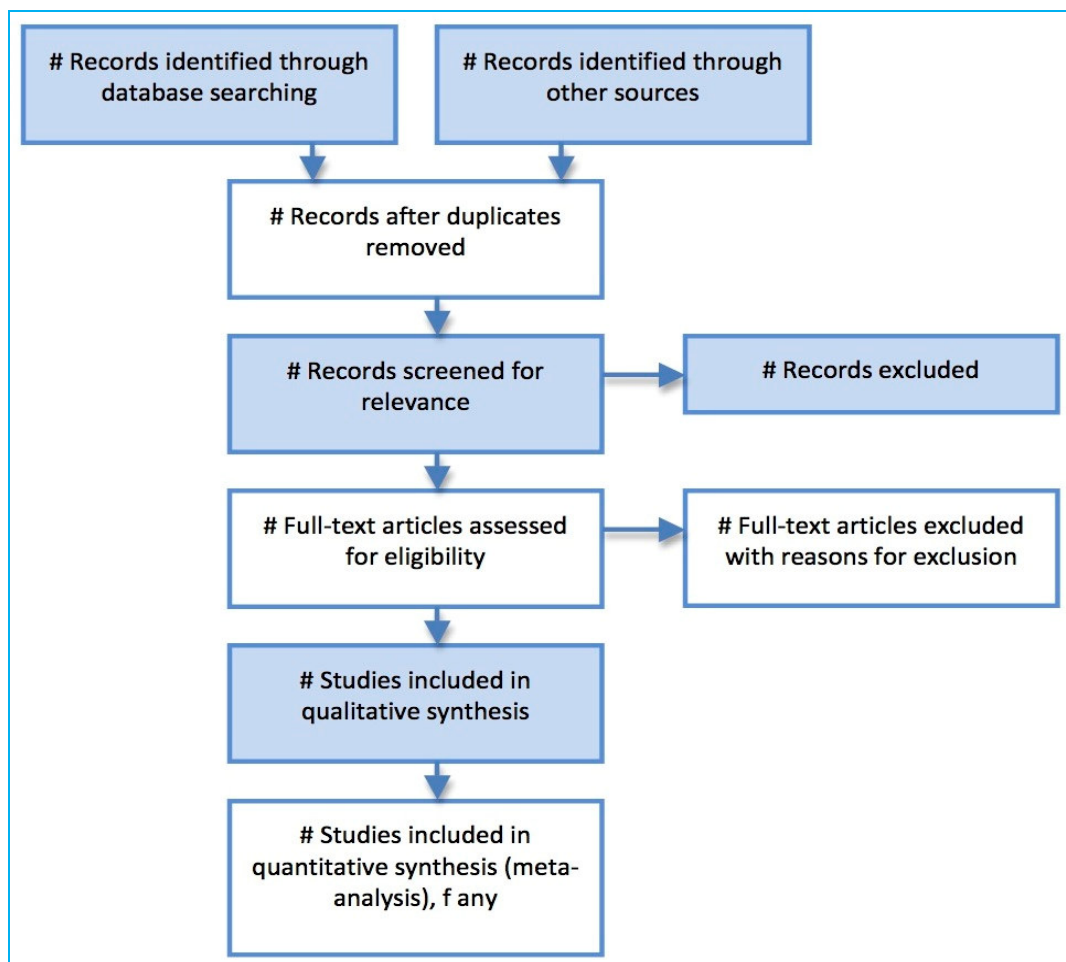 # Records identified through
database searching
# Records identified through
other sources
# Records after duplicates
removed
# Records screened for
relevance
# Records excluded
# Full-text articles assessed
for eligibility
# Full-text articles excluded
with reasons for exclusion
# Studies included in
qualitative synthesis
# Studies included in
quantitative synthesis (meta-
analysis), f any